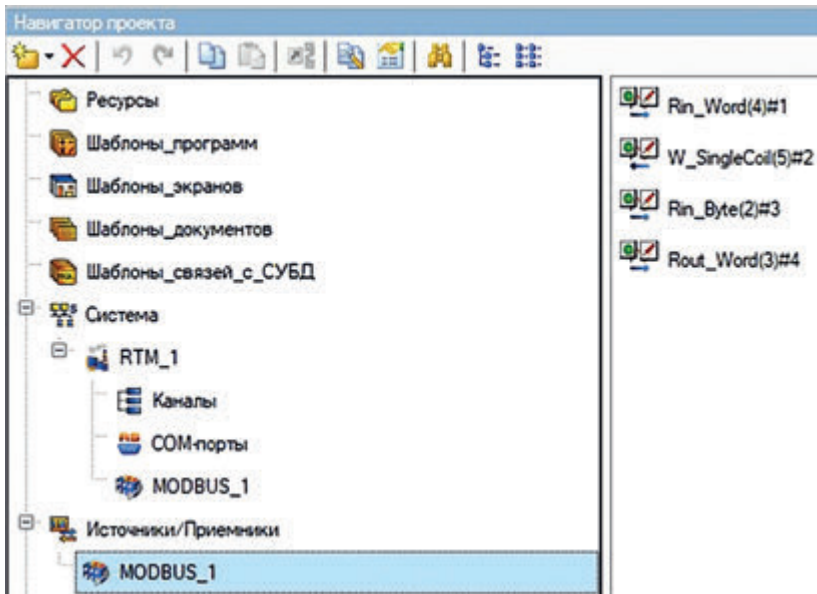 Навигатор проекта
Ресурсы
Шаблоны_программ
Шаблоны_экранов
Шаблоны_документов
Шаблоны_связей_с_СУБД
Система
RTM_1
Каналы
COM-порты
MODBUS_1
Источники/Приемники
MODBUS_1
Rin_Word(4)#1
W_SingleCoil(5)#2
Rin_Byte(2)#3
Rout_Word(3)#4